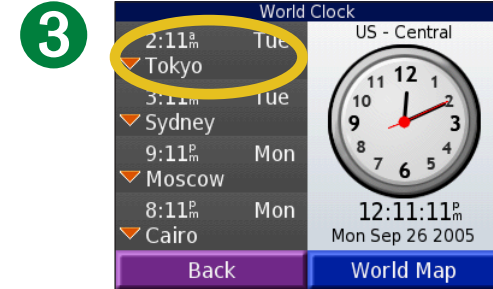 3
World Clock
2:11am Tue
Tokyo
3:11am Tue
Sydney
9:11pm Mon
Moscow
8:11pm Mon
Cairo
US - Central
12
1
2
3
4
5
6
7
8
9
10
11
12:11:11pm
Mon Sep 26 2005
Back
World Map